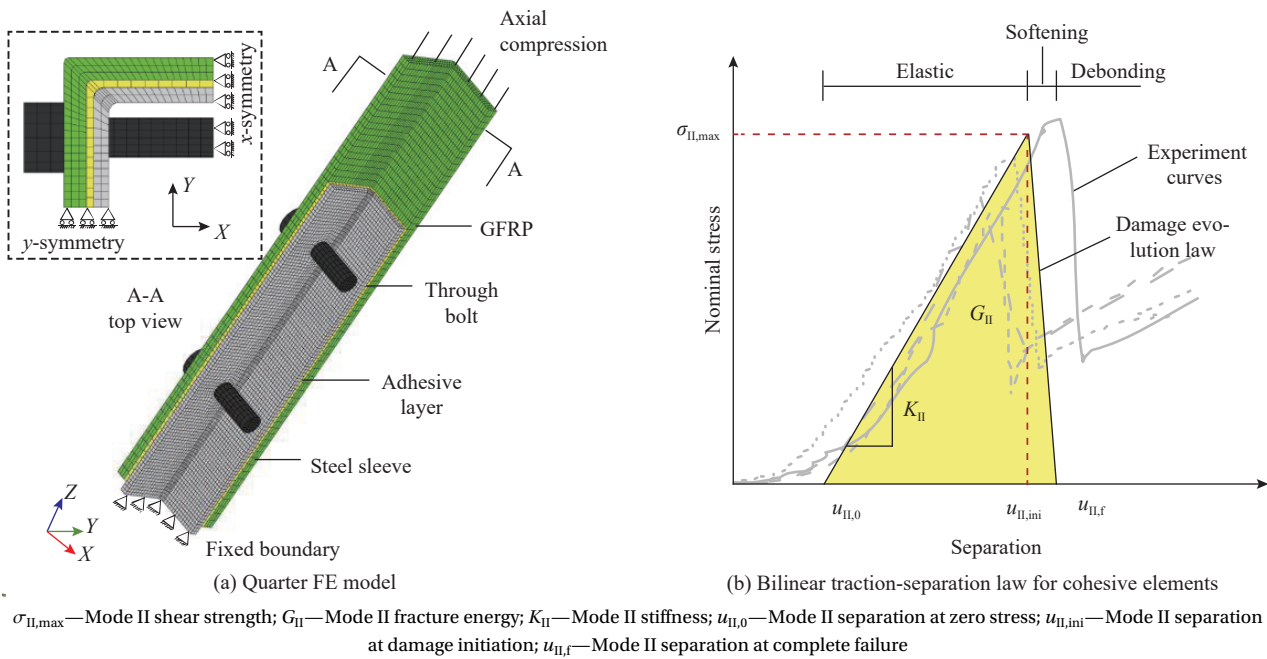 Axial
compression
A
A
x-symmetry
Y
X
y-symmetry
A-A
top view
GFRP
Through
bolt
Adhesive
layer
Steel sleeve
Z
Y
X
Fixed boundary
(a) Quarter FE model
Softening
Elastic
Debonding
σII,max
Experiment
curves
Damage evo-
lution law
Nominal stress
GII
KII
uII,0
uII,ini
uII,f
Separation
(b) Bilinear traction-separation law for cohesive elements
σII,max—Mode II shear strength; GII—Mode II fracture energy; KII—Mode II stiffness; uII,0—Mode II separation at zero stress; uII,ini—Mode II separation
at damage initiation; uII,f—Mode II separation at complete failure